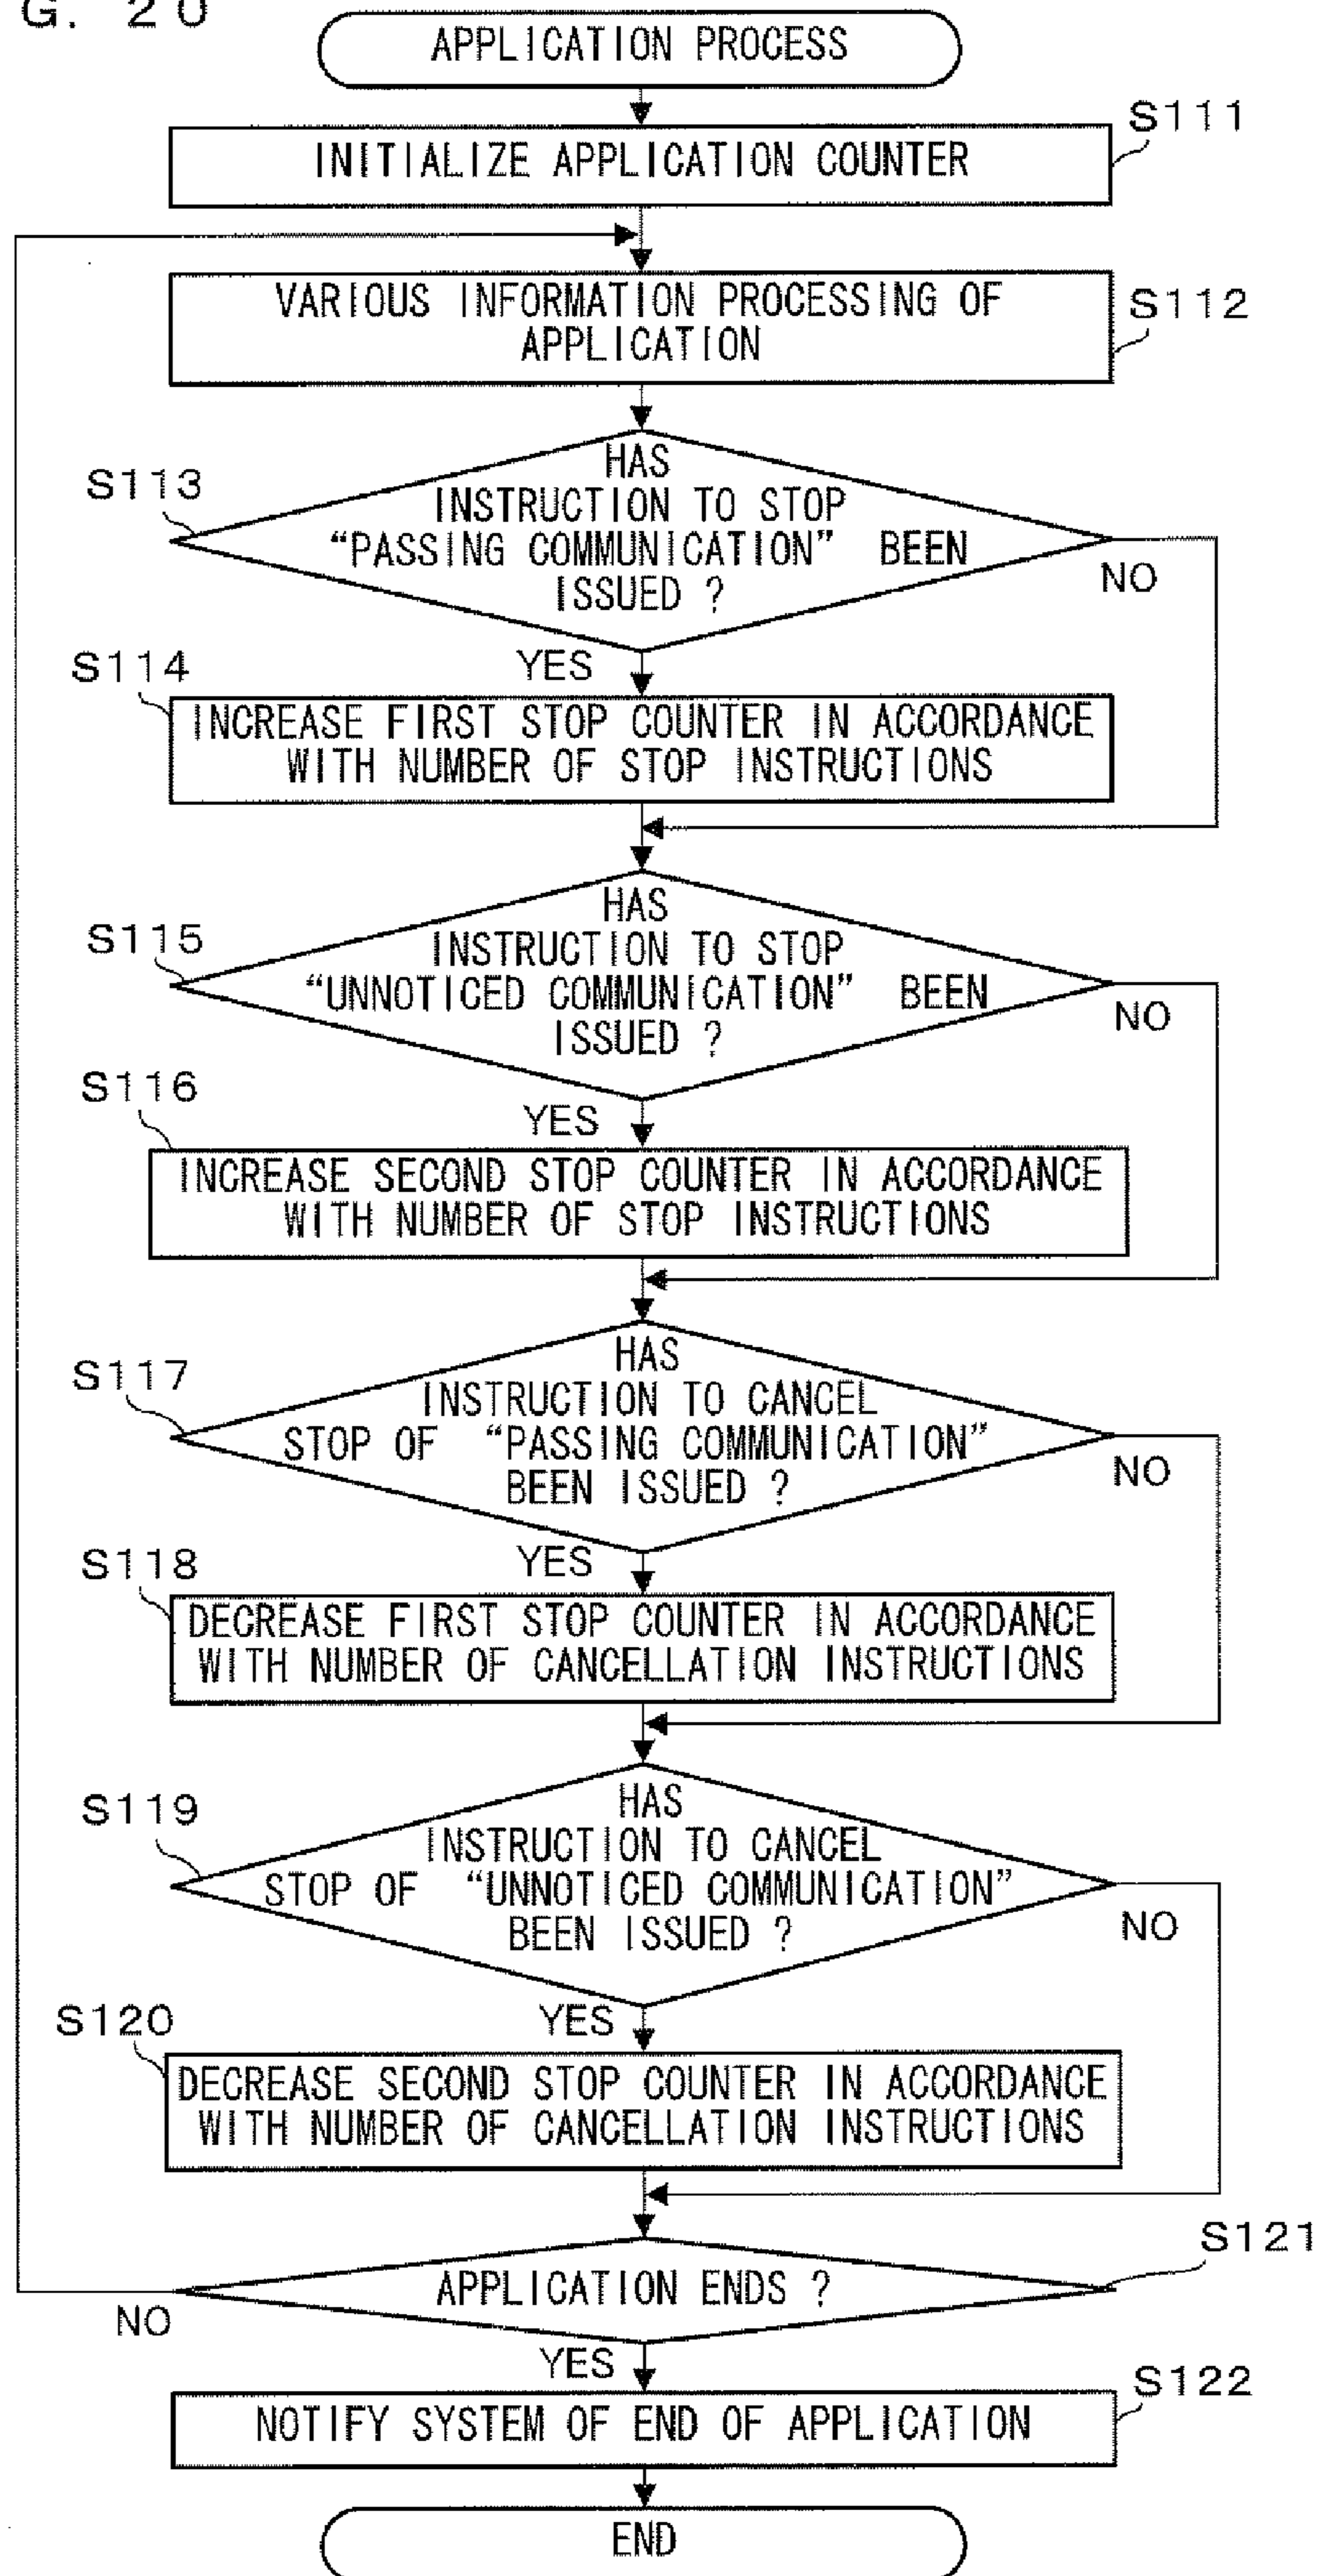 G. 20
APPLICATION PROCESS
S111
INITIALIZE APPLICATION COUNTER
VARIOUS INFORMATION PROCESSING OF
APPLICATION
S112
S113
HAS
INSTRUCTION TO STOP
“PASSING COMMUNICATION” BEEN
ISSUED ?
NO
YES
S114
INCREASE FIRST STOP COUNTER IN ACCORDANCE
WITH NUMBER OF STOP INSTRUCTIONS
S115
HAS
INSTRUCTION TO STOP
“UNNOTICED COMMUNICATION” BEEN
ISSUED ?
NO
YES
S116
INCREASE SECOND STOP COUNTER IN ACCORDANCE
WITH NUMBER OF STOP INSTRUCTIONS
S117
HAS
INSTRUCTION TO CANCEL
STOP OF “PASSING COMMUNICATION”
BEEN ISSUED ?
NO
YES
S118
DECREASE FIRST STOP COUNTER IN ACCORDANCE
WITH NUMBER OF CANCELLATION INSTRUCTIONS
S119
HAS
INSTRUCTION TO CANCEL
STOP OF “UNNOTICED COMMUNICATION”
BEEN ISSUED ?
NO
YES
S120
DECREASE SECOND STOP COUNTER IN ACCORDANCE
WITH NUMBER OF CANCELLATION INSTRUCTIONS
S121
APPLICATION ENDS ?
NO
YES
S122
NOTIFY SYSTEM OF END OF APPLICATION
END